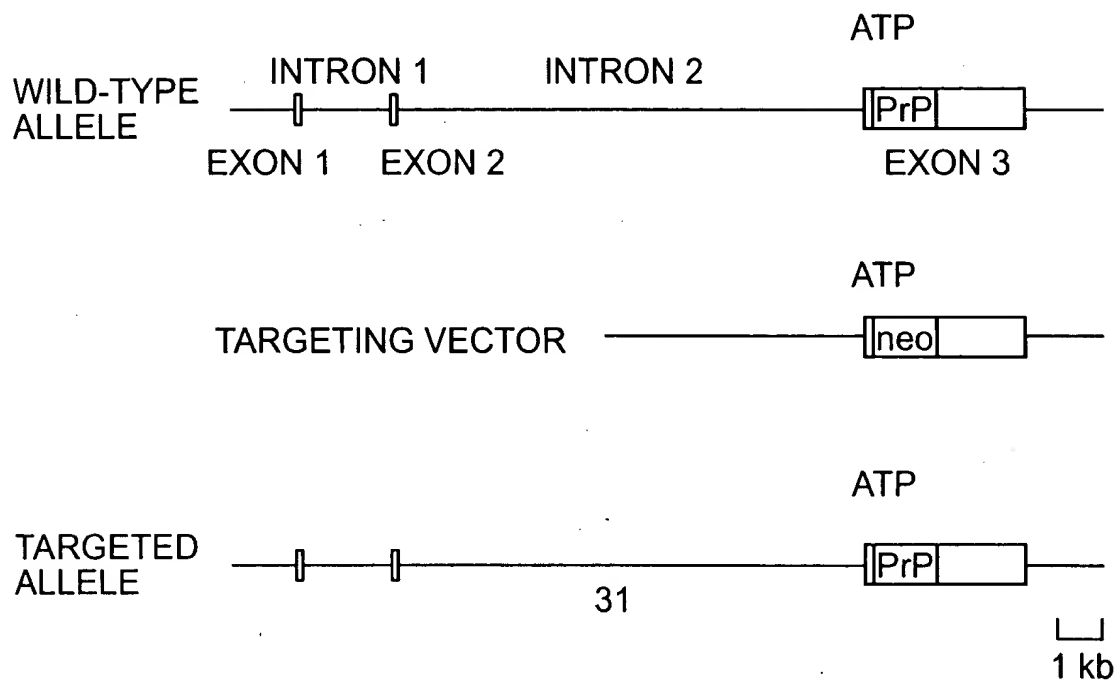 ATP
INTRON 1 INTRON 2
WILD-TYPE
ALLELE
PrP
EXON 1 EXON 2 EXON 3
ATP
TARGETING VECTOR neo
ATP
TARGETED
ALLELE
PrP
31
1 kb